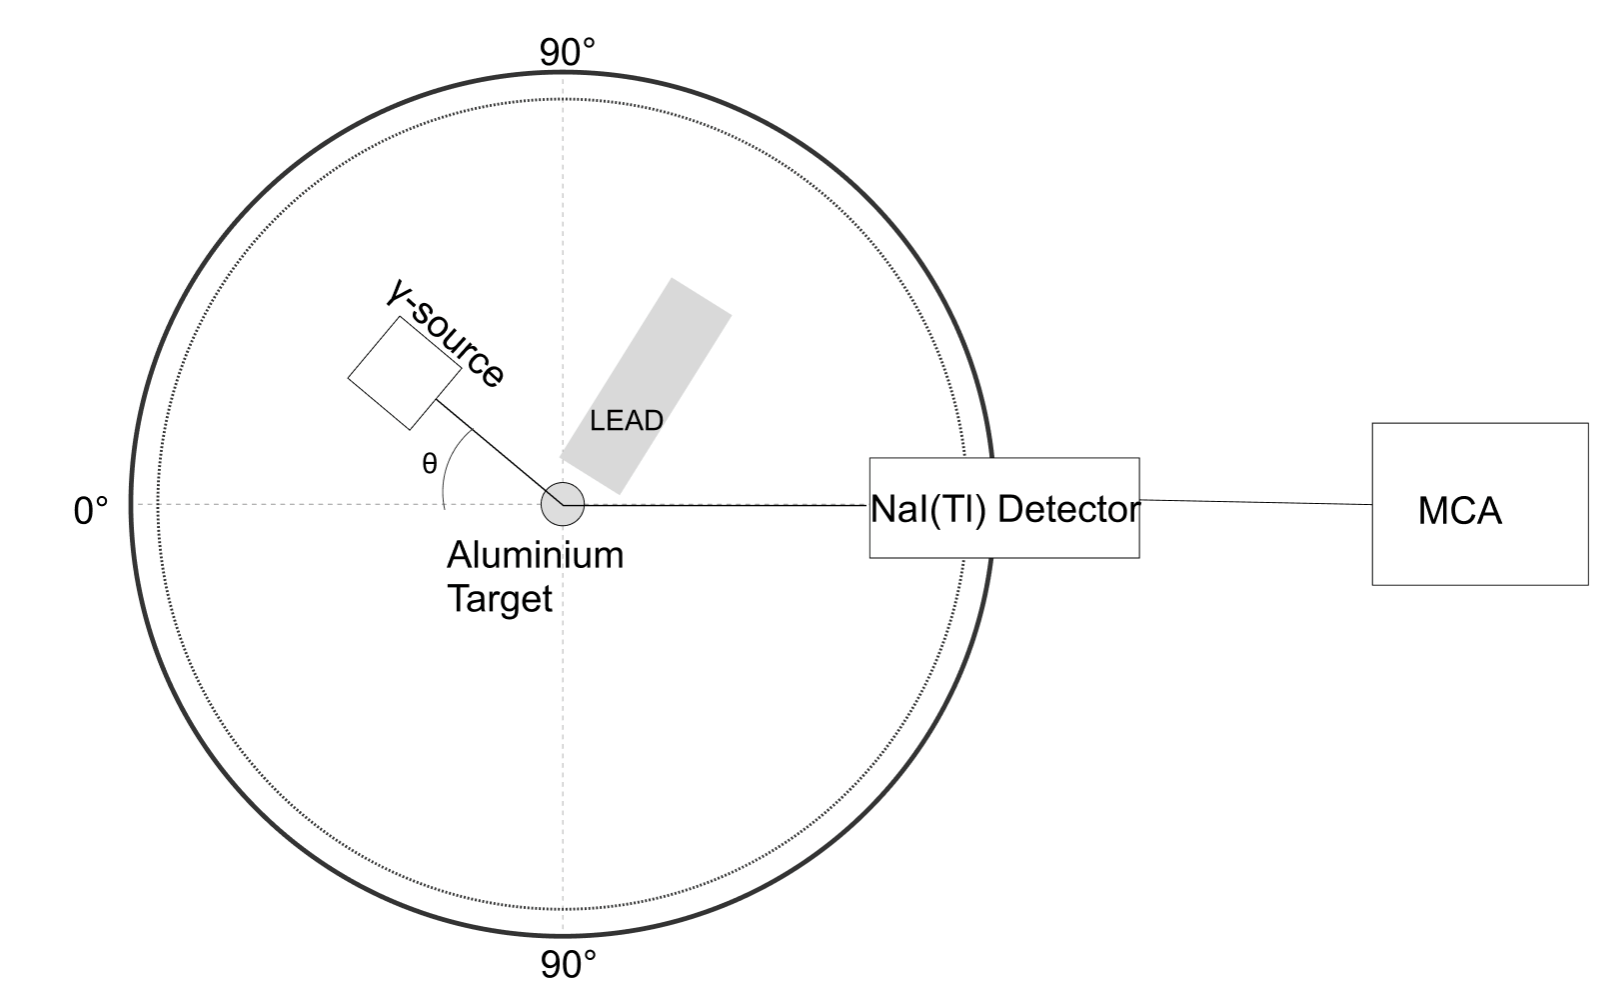 90°
γ-source
LEAD
θ
0°
NaI(Tl) Detector
MCA
Aluminium
Target
90°